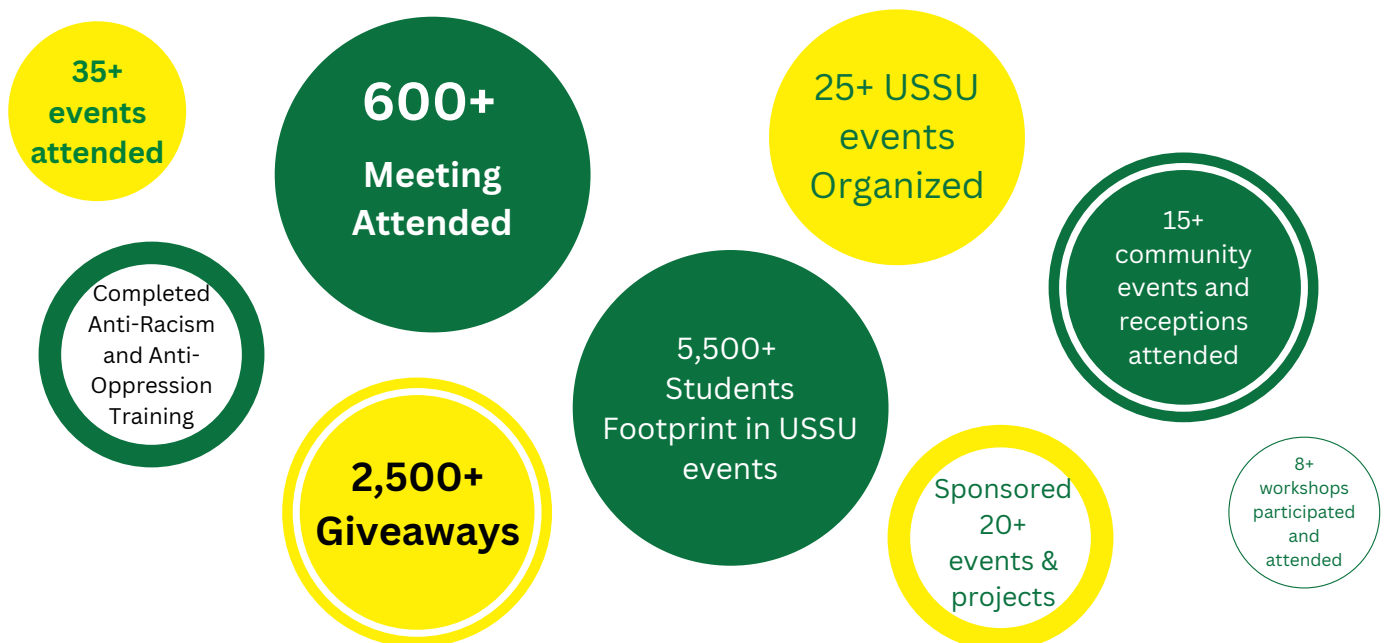 35+
events
attended
600+
Meeting
Attended
25+ USSU
events
Organized
15+
community
events and
receptions
attended
Completed
Anti-Racism
and Anti-
Oppression
Training
5,500+
Students
Footprint in USSU
events
2,500+
Giveaways
Sponsored
20+
events &
projects
8+
workshops
participated
and
attended